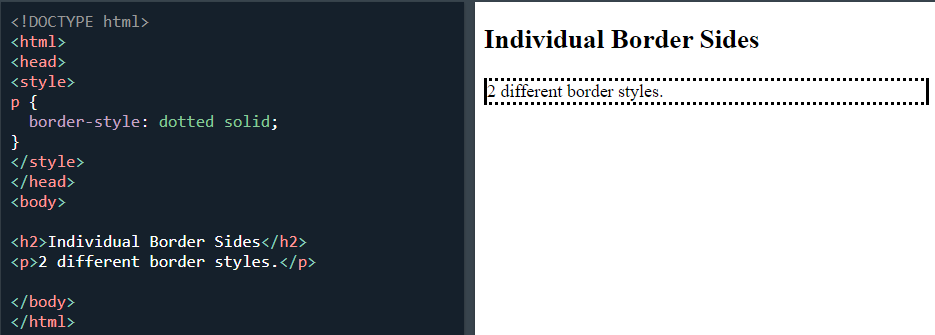 <!DOCTYPE html>
<html>
<head>
<style>
p {
  border-style: dotted solid;
}
</style>
</head>
<body>

<h2>Individual Border Sides</h2>
<p>2 different border styles.</p>

</body>
</html>
Individual Border Sides
2 different border styles.